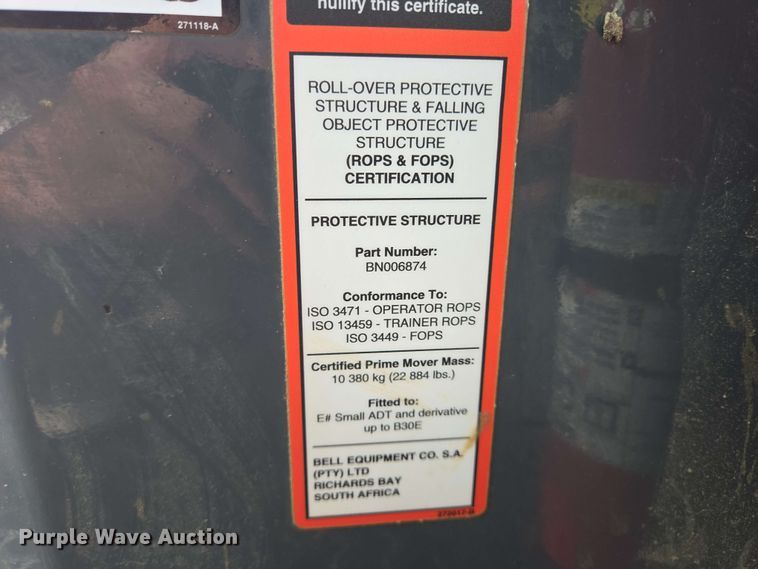 271118-A
nullify this certificate.
ROLL-OVER PROTECTIVE
STRUCTURE & FALLING
OBJECT PROTECTIVE
STRUCTURE
(ROPS & FOPS)
CERTIFICATION
PROTECTIVE STRUCTURE
Part Number:
BN006874
Conformance To:
ISO 3471 - OPERATOR ROPS
ISO 13459 - TRAINER ROPS
ISO 3449 - FOPS
Certified Prime Mover Mass:
10 380 kg (22 884 lbs.)
Fitted to:
E# Small ADT and derivative
up to B30E
BELL EQUIPMENT CO. S.A.
(PTY) LTD
RICHARDS BAY
SOUTH AFRICA
Purple Wave Auction